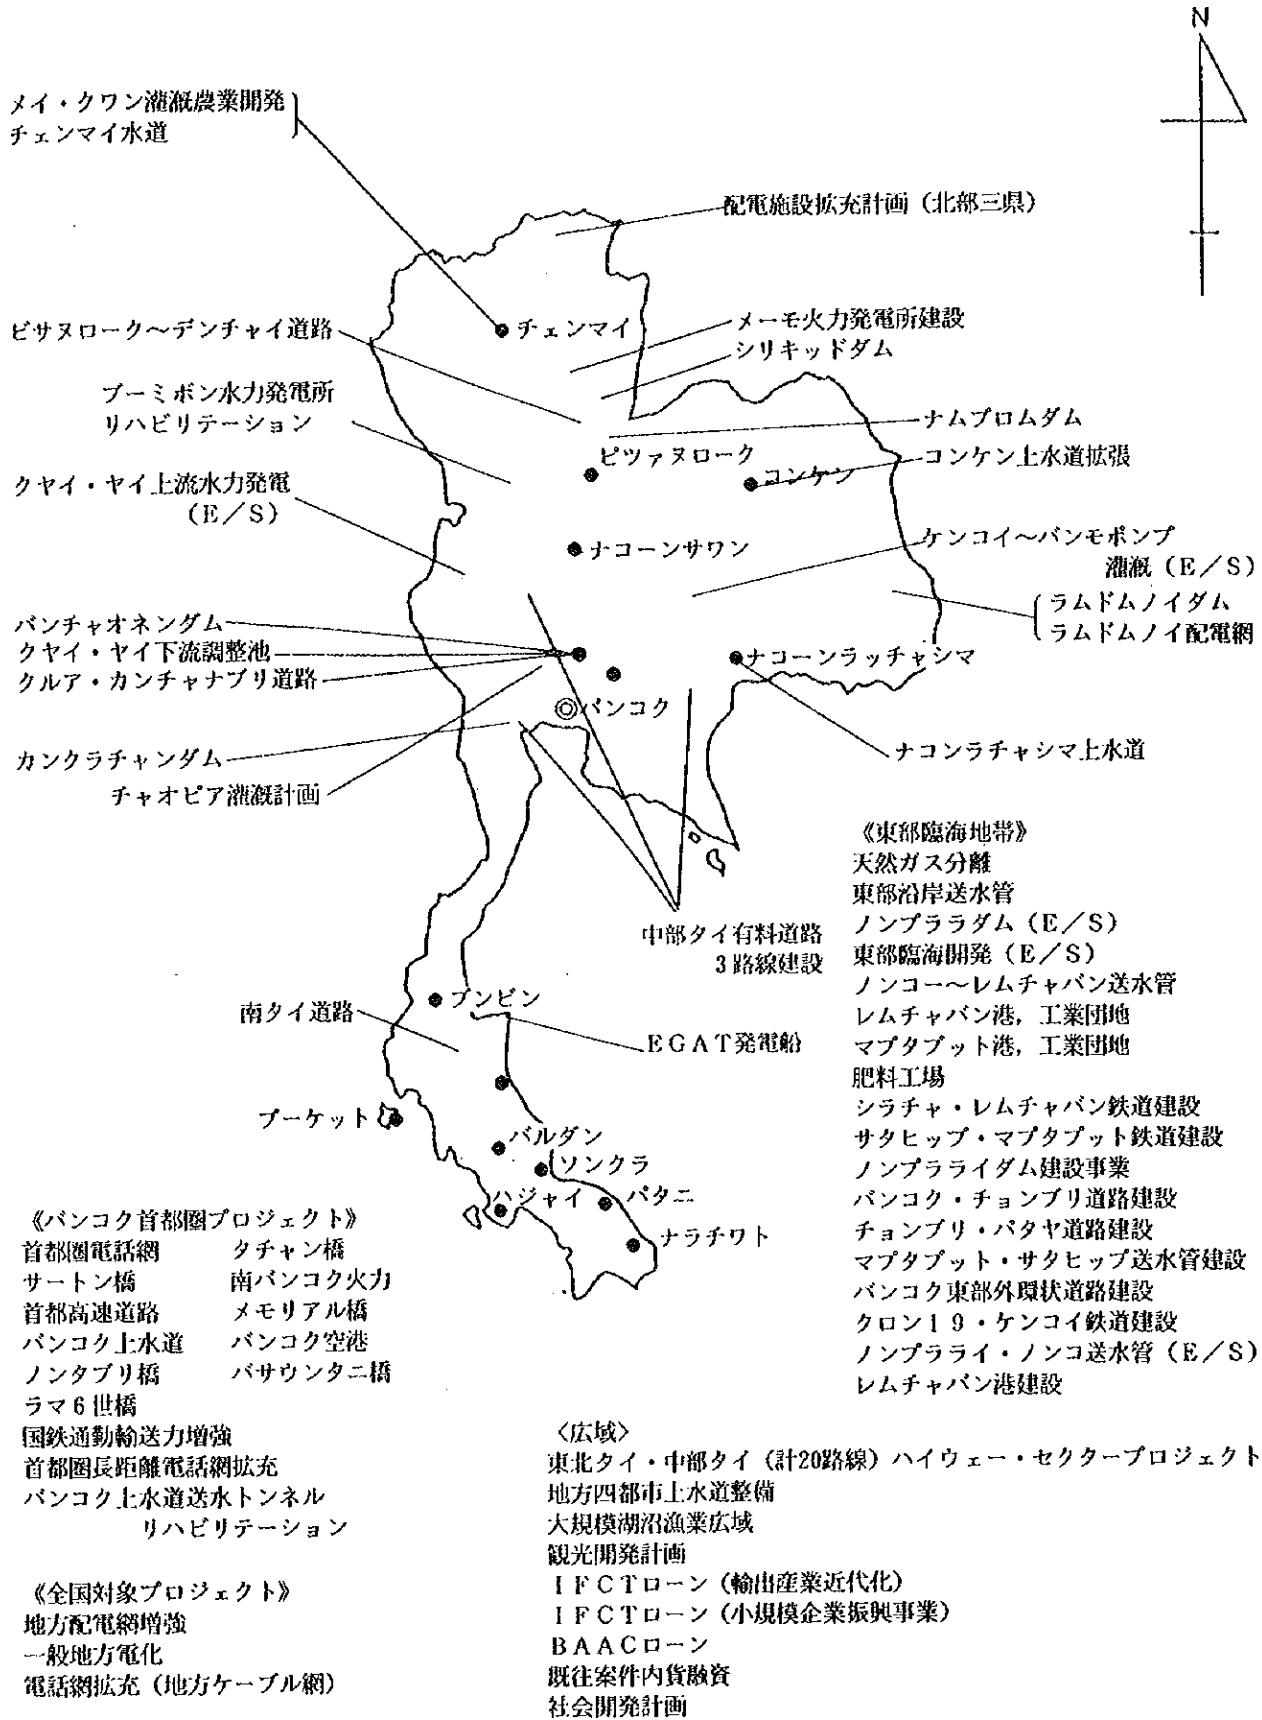 N
メイ・クワン灌漑農業開発
チェンマイ水道
配電施設拡充計画（北部三県）
チェンマイ
ピサヌローク～デンチャイ道路
メーモ火力発電所建設
シリキッドダム
ブーミボン水力発電所
リハビリテーション
ナムプロムダム
ピツァヌローク
コンケン上水道拡張
コンケン
クヤイ・ヤイ上流水力発電
（E／S）
ナコーンサワン
ケンコイ～バンモポンプ
灌漑（E／S）
ラムドムノイダム
ラムドムノイ配電網
バンチャオネンダム
クヤイ・ヤイ下流調整池
クルア・カンチャナブリ道路
ナコーンラッチャシマ
バンコク
カンクラチャンダム
チャオピア灌漑計画
ナコンラチャシマ上水道
中部タイ有料道路
3路線建設
プンピン
南タイ道路
EGAT発電船
プーケット
バルダン
ソンクラ
ハジャイ
パタニ
ナラチワト
《東部臨海地帯》
天然ガス分離
東部沿岸送水管
ノンプララダム（E／S）
東部臨海開発（E／S）
ノンコー～レムチャバン送水管
レムチャバン港，工業団地
マプタプット港，工業団地
肥料工場
シラチャ・レムチャバン鉄道建設
サタヒップ・マプタプット鉄道建設
ノンプラライダム建設事業
バンコク・チョンブリ道路建設
チョンブリ・パタヤ道路建設
マプタプット・サタヒップ送水管建設
バンコク東部外環状道路建設
クロン19・ケンコイ鉄道建設
ノンプラライ・ノンコ送水管（E／S）
レムチャバン港建設
《バンコク首都圏プロジェクト》
首都圏電話網　タチャン橋
サートン橋　南バンコク火力
首都高速道路　メモリアル橋
バンコク上水道　バンコク空港
ノンタブリ橋　バサウンタニ橋
ラマ6世橋
国鉄通勤輸送力増強
首都圏長距離電話網拡充
バンコク上水道送水トンネル
リハビリテーション
《全国対象プロジェクト》
地方配電網増強
一般地方電化
電話網拡充（地方ケーブル網）
〈広域〉
東北タイ・中部タイ（計20路線）ハイウェー・セクタープロジェクト
地方四都市上水道整備
大規模湖沼漁業広域
観光開発計画
IFCTローン（輸出産業近代化）
IFCTローン（小規模企業振興事業）
BAACローン
既往案件内貨融資
社会開発計画